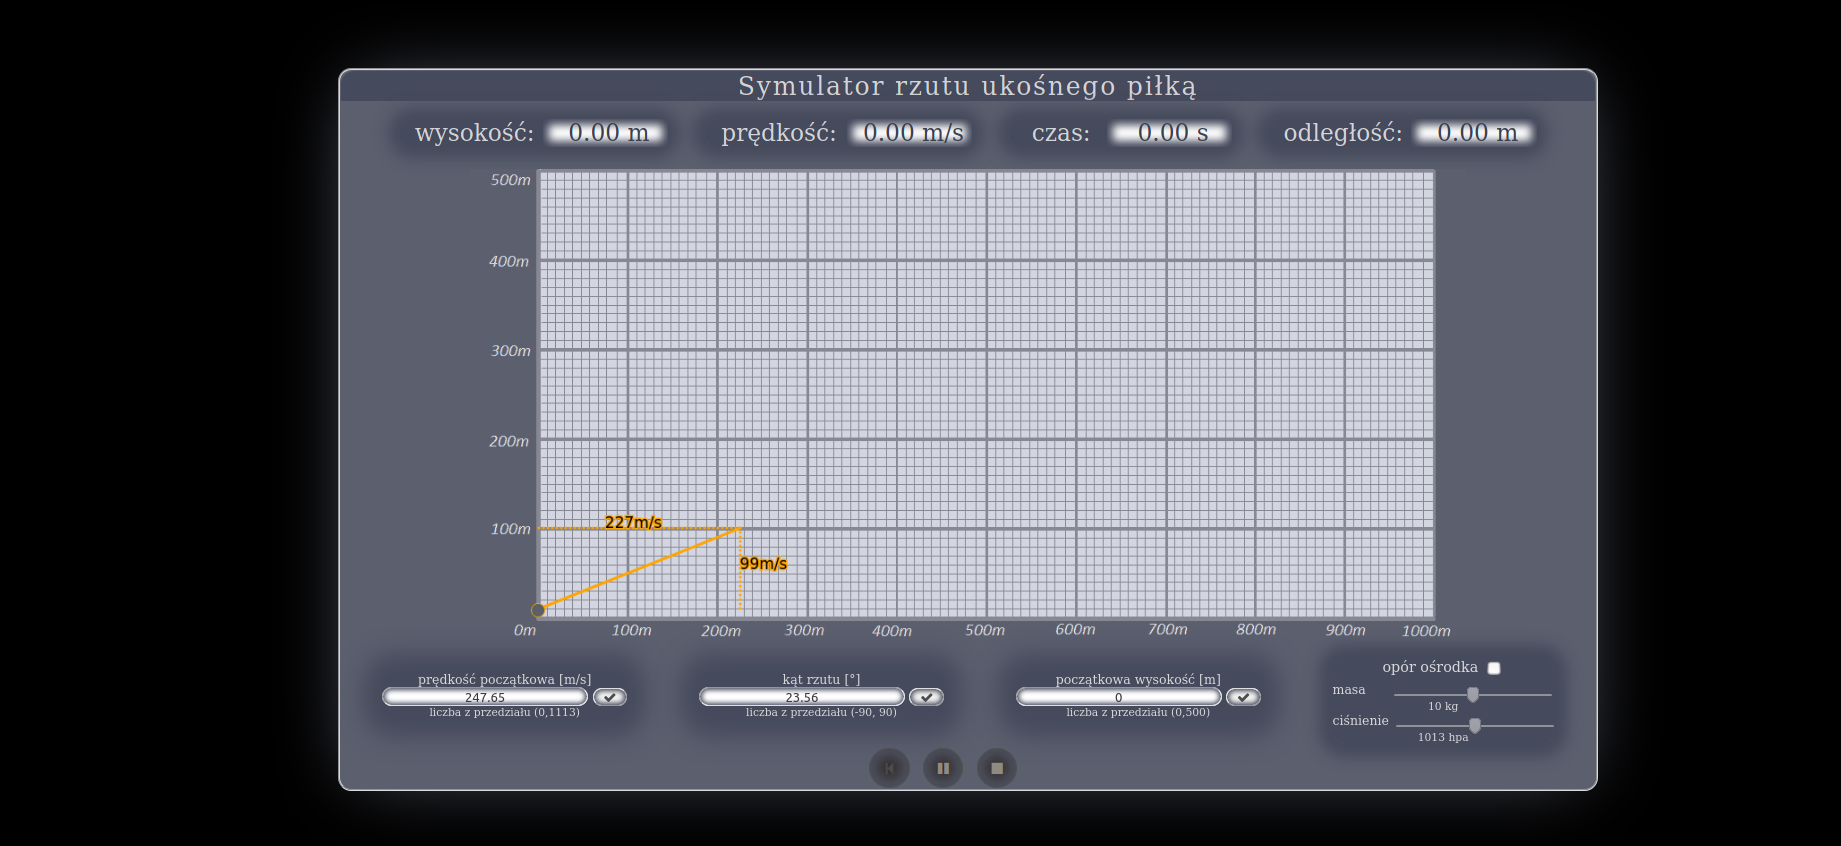 Symulator rzutu ukośnego piłką
wysokość: 0.00 m prędkość: 0.00 m/s czas: 0.00 s odległość: 0.00 m
500m
400m
300m
200m
100m
227m/s
99m/s
0m 100m 200m 300m 400m 500m 600m 700m 800m 900m 1000m
prędkość początkowa [m/s]
247.65
liczba z przedziału (0,1113)
kąt rzutu [°]
23.56
liczba z przedziału (-90, 90)
początkowa wysokość [m]
0
liczba z przedziału (0,500)
opór ośrodka
masa
10 kg
ciśnienie
1013 hpa